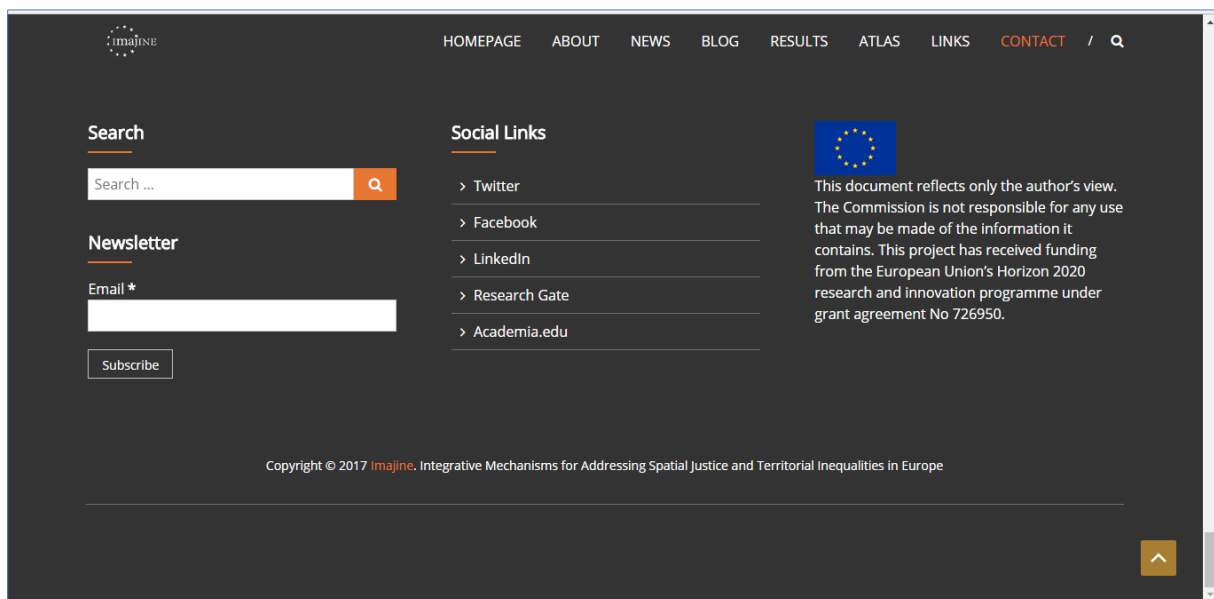 imajine
HOMEPAGE ABOUT NEWS BLOG RESULTS ATLAS LINKS CONTACT /
Search
Search ...
Newsletter
Email *
Subscribe
Social Links
> Twitter
> Facebook
> LinkedIn
> Research Gate
> Academia.edu
This document reflects only the author's view.
The Commission is not responsible for any use
that may be made of the information it
contains. This project has received funding
from the European Union's Horizon 2020
research and innovation programme under
grant agreement No 726950.
Copyright © 2017 Imajine. Integrative Mechanisms for Addressing Spatial Justice and Territorial Inequalities in Europe